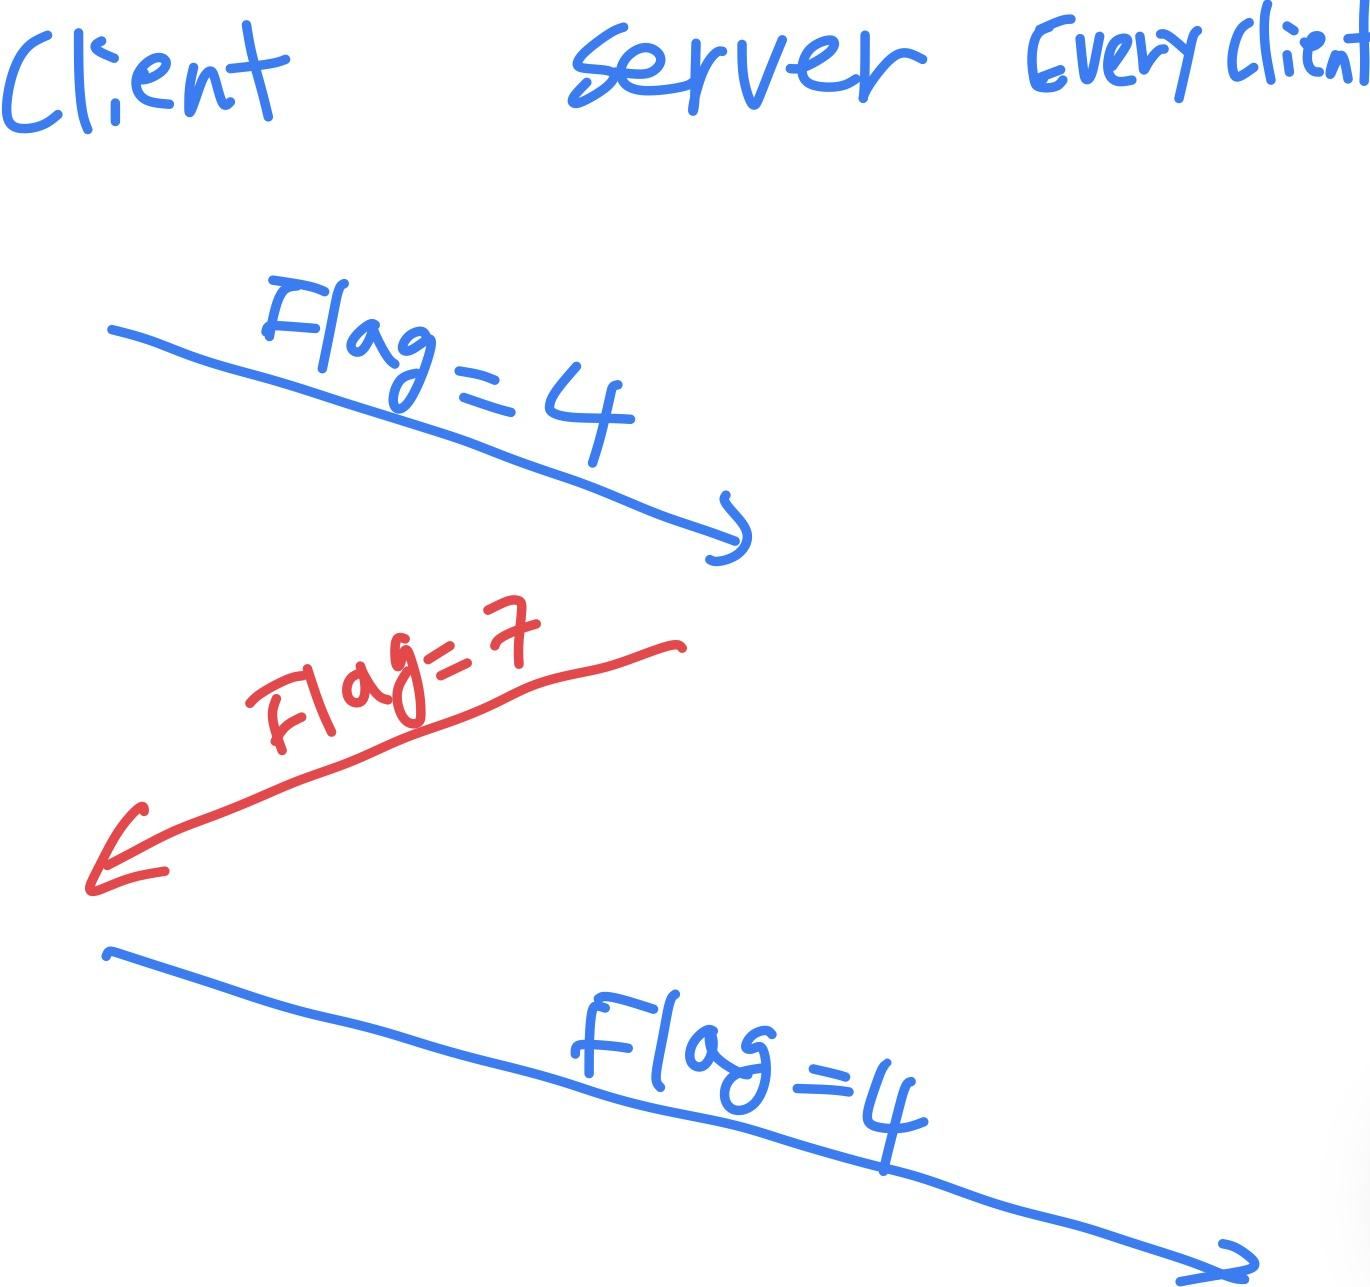 Client server Every client
Flag = 4
Flag = 7
Flag = 4